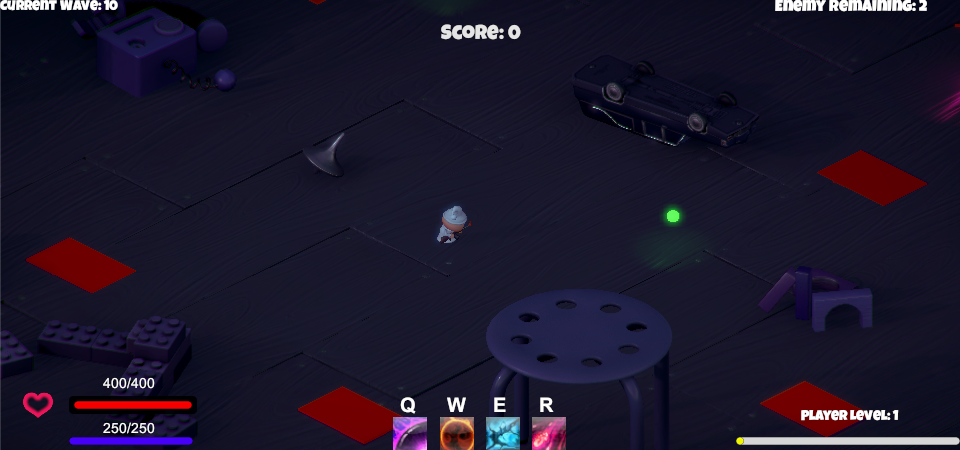 Current Wave: 10
Enemy Remaining: 2
Score: 0
400/400
250/250
Q W E R
Player Level: 1